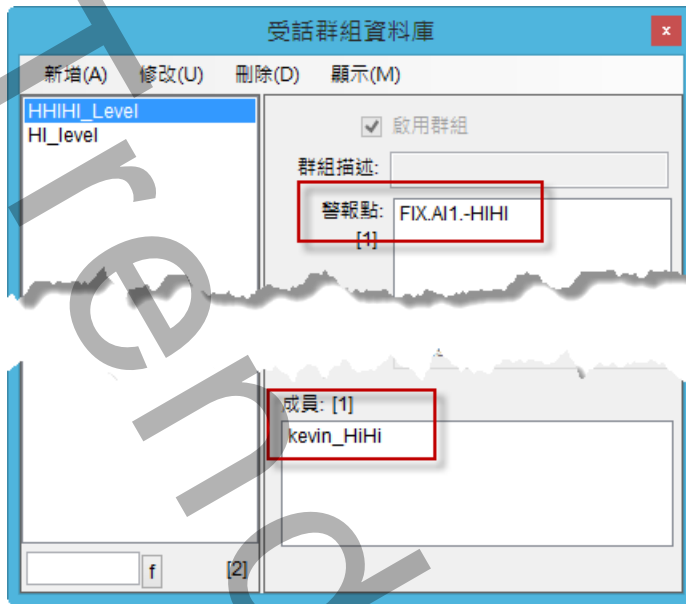 受話群組資料庫
x
新增(A) 修改(U) 刪除(D) 顯示(M)
HHIHI_Level
HI_level
啟用群組
群組描述:
警報點: FIX.AI1.-HIHI
[1]
成員: [1]
kevin_HiHi
f [2]
Trend